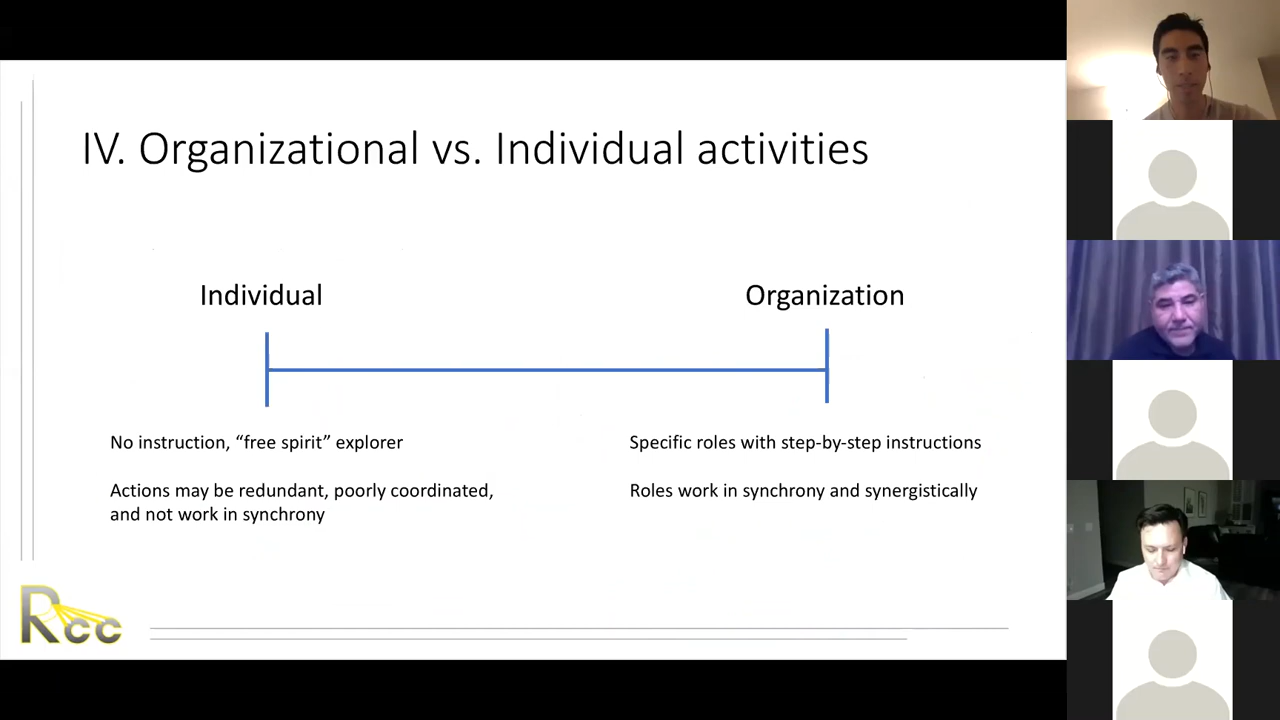 IV. Organizational vs. Individual activities
Individual
Organization
No instruction, “free spirit” explorer
Actions may be redundant, poorly coordinated,
and not work in synchrony
Specific roles with step-by-step instructions
Roles work in synchrony and synergistically
Rcc